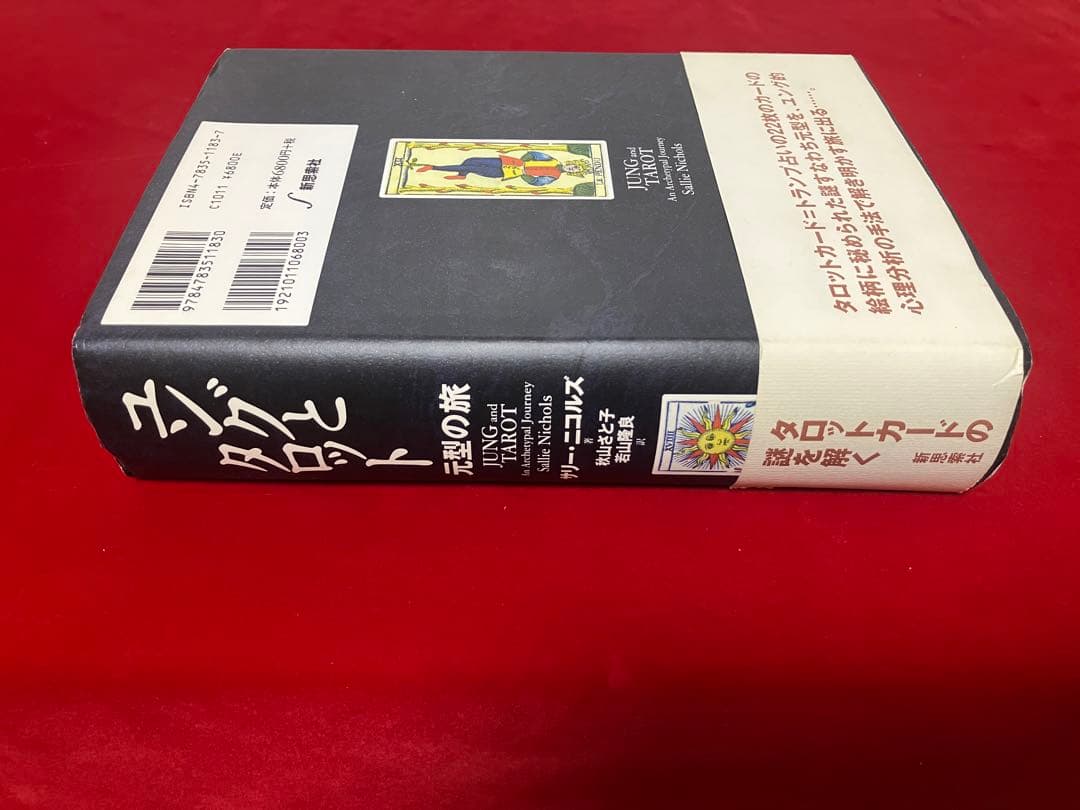 ISBN4-7835-1183-7
C1011 ¥6800E
定価：本体6800円+税
新思索社
9784783511830
1921011068003
XII
LE PENDU
JUNG and
TAROT
An Archetypal Journey
Sallie Nichols
タロットカード＝トランプ占いの22枚のカードの
絵柄に秘められた謎すなわち元型を、ユング的
心理分析の手法で解き明かす旅に出る……。
ユングと
タロット
元型の旅
JUNG and
TAROT
An Archetypal Journey
Sallie Nichols
サリー・ニコルズ 著
秋山さと子
若山隆良 訳
XVIIII
タロットカードの
謎を解く
新思索社